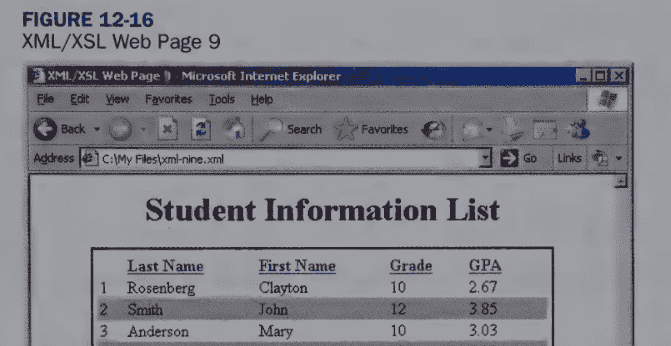 FIGURE 12-16
XML/XSL Web Page 9
XML/XSL Web Page 9 - Microsoft Internet Explorer
File Edit View Favorites Tools Help
Back Search Favorites
Address C:\My Files\xml-nine.xml Go Links
Student Information List
Last Name First Name Grade GPA
1 Rosenberg Clayton 10 2.67
2 Smith John 12 3.85
3 Anderson Mary 10 3.03